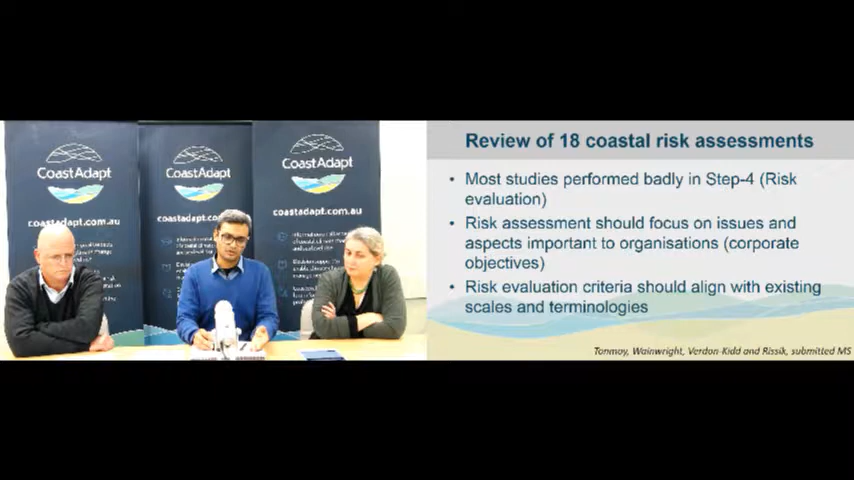 CoastAdapt
coastadapt.com.au
CoastAdapt
coastadapt.com.au
CoastAdapt
coastadapt.com.au
Review of 18 coastal risk assessments
• Most studies performed badly in Step-4 (Risk
evaluation)
• Risk assessment should focus on issues and
aspects important to organisations (corporate
objectives)
• Risk evaluation criteria should align with existing
scales and terminologies
Tonmoy, Wainwright, Verdon-Kidd and Rissik, submitted MS